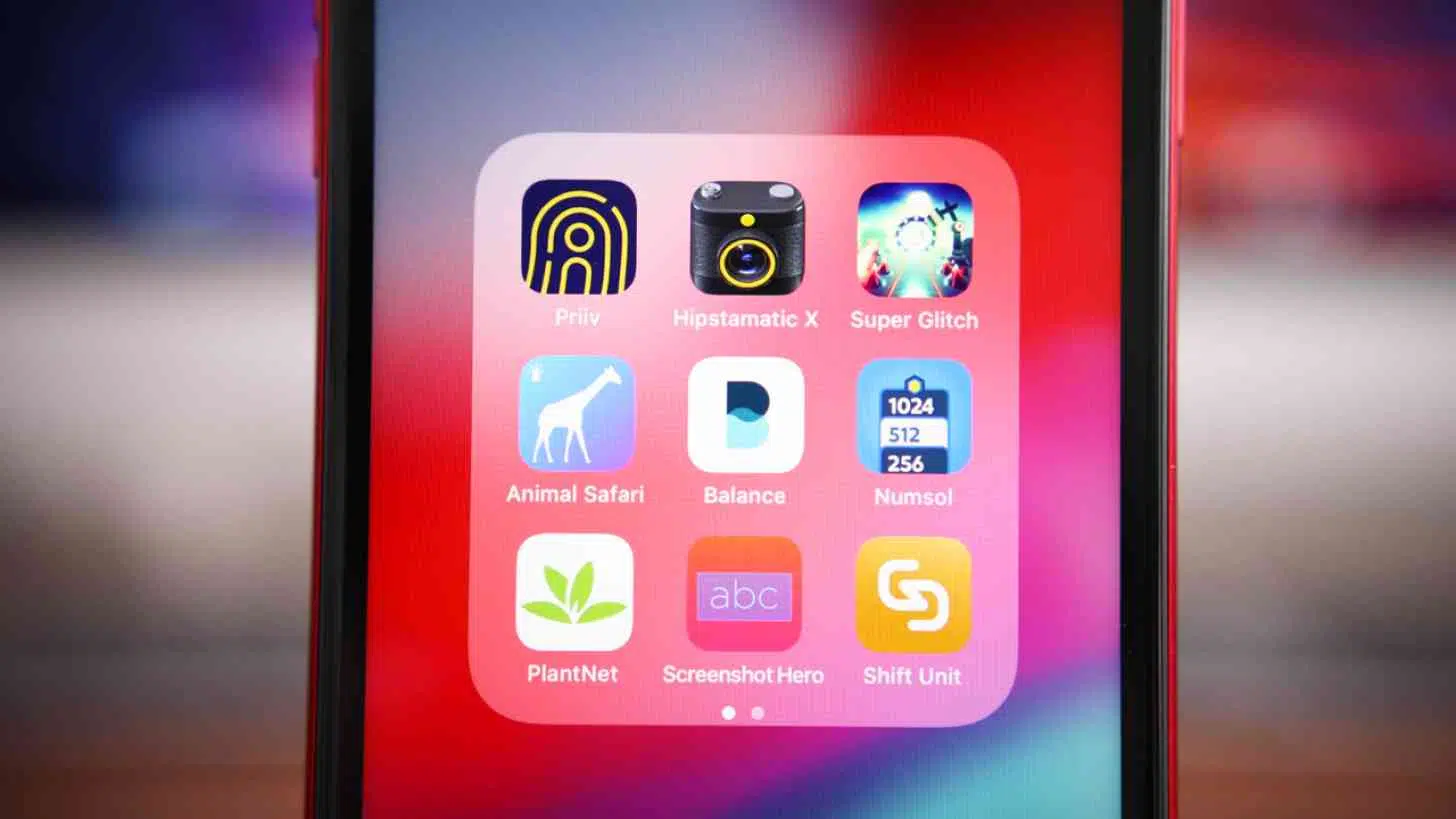 Priiv
Hipstamatic X
Super Glitch
Animal Safari
B
Balance
1024
512
256
Numsol
PlantNet
abc
Screenshot Hero
Shift Unit